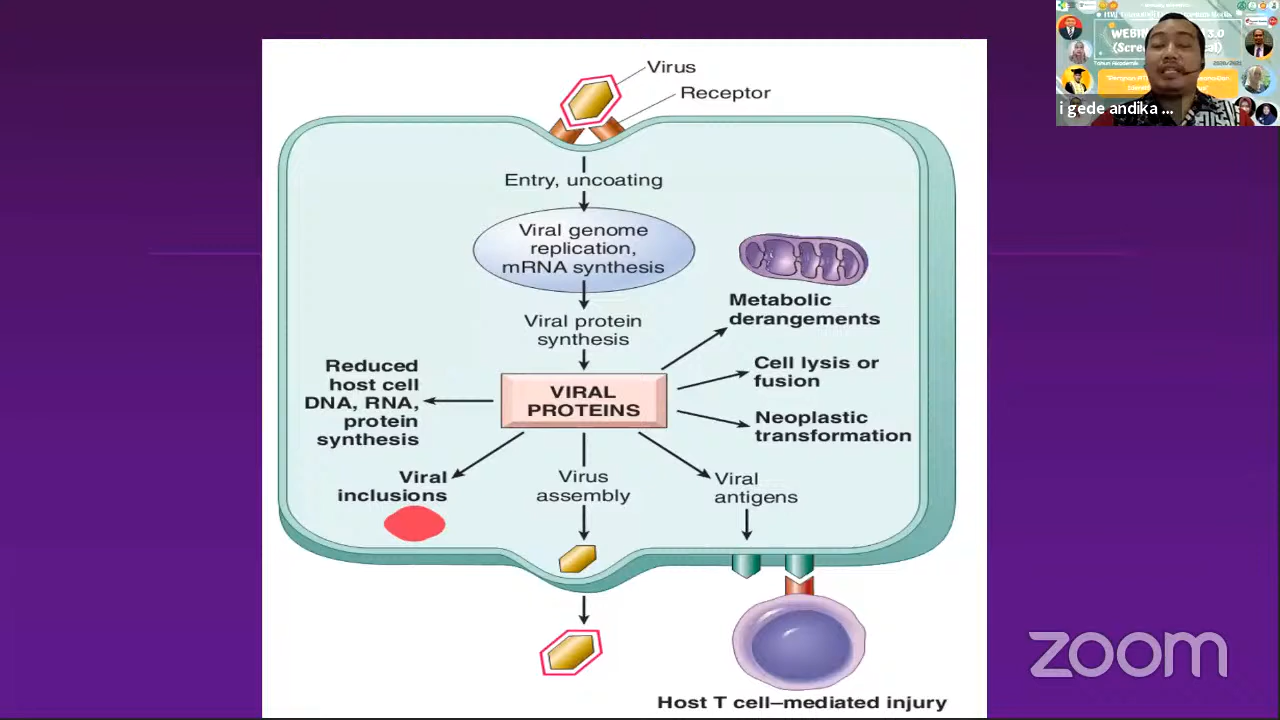 Virus
Receptor
Entry, uncoating
Viral genome
replication,
mRNA synthesis
Viral protein
synthesis
VIRAL
PROTEINS
Metabolic
derangements
Cell lysis or
fusion
Neoplastic
transformation
Reduced
host cell
DNA, RNA,
protein
synthesis
Viral
inclusions
Virus
assembly
Viral
antigens
Host T cell–mediated injury
i gede andika ...
zoom